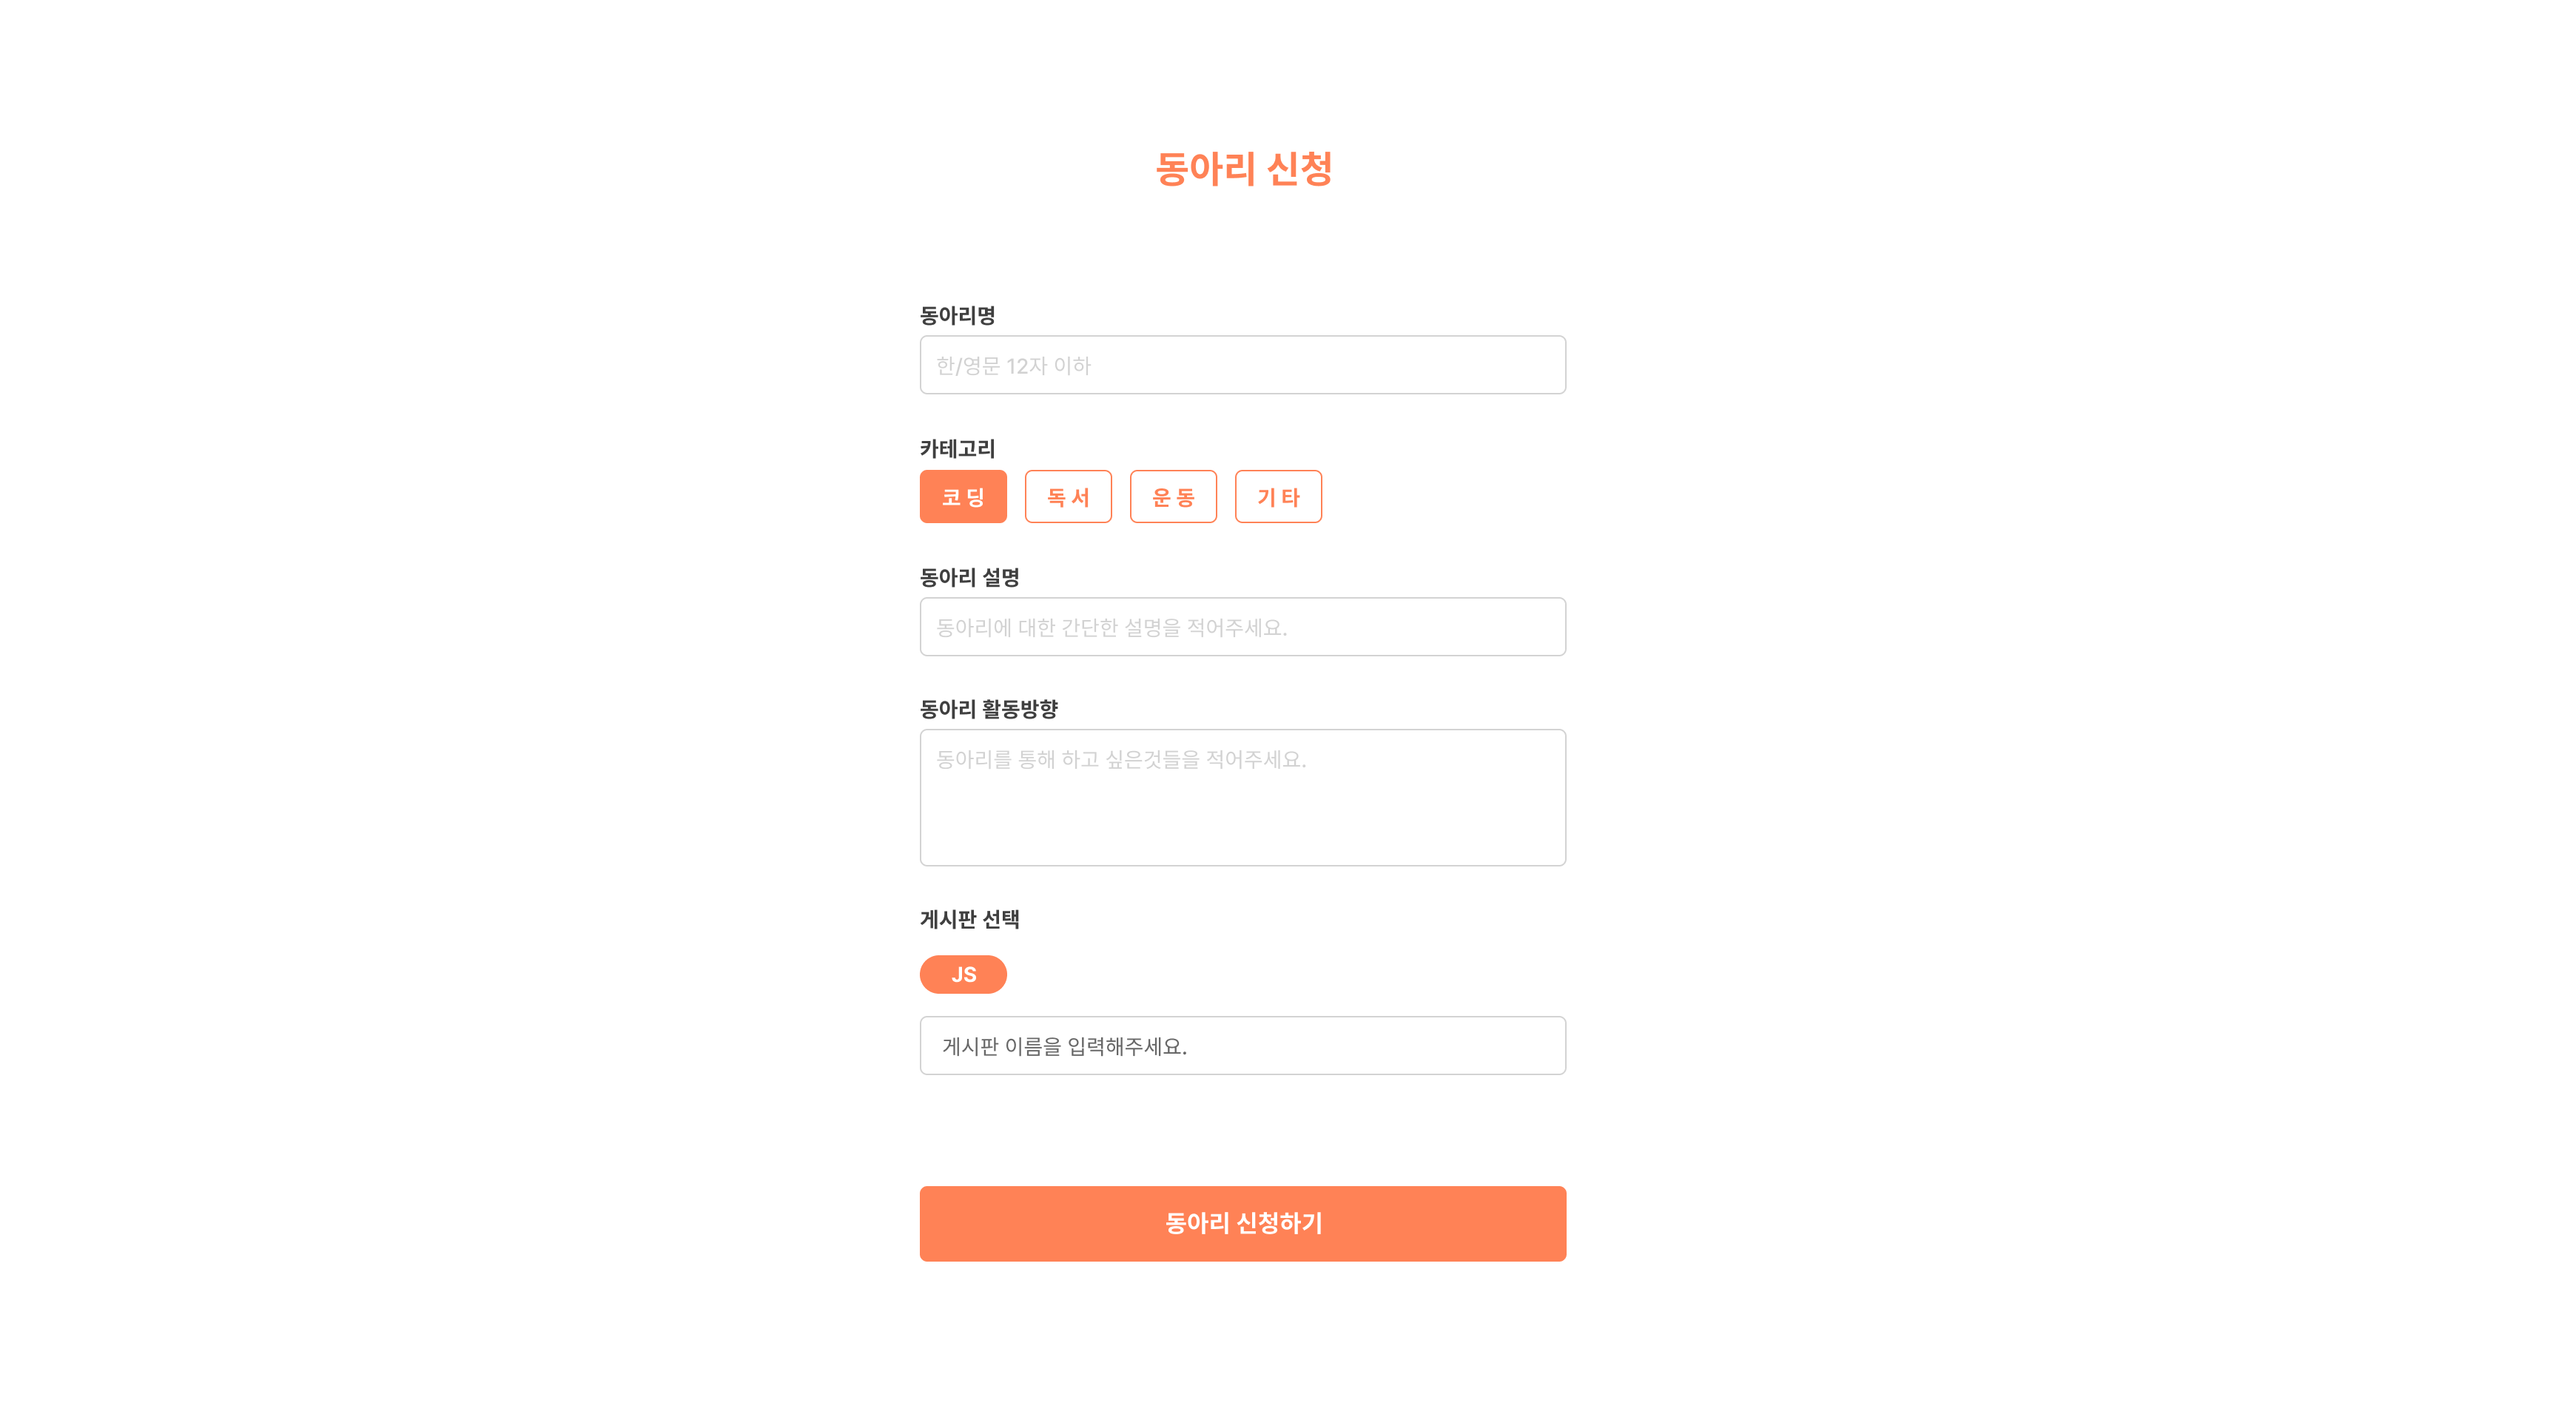 동아리 신청
동아리명
한/영문 12자 이하
카테고리
코딩 독서 운동 기타
동아리 설명
동아리에 대한 간단한 설명을 적어주세요.
동아리 활동방향
동아리를 통해 하고 싶은것들을 적어주세요.
게시판 선택
JS
게시판 이름을 입력해주세요.
동아리 신청하기